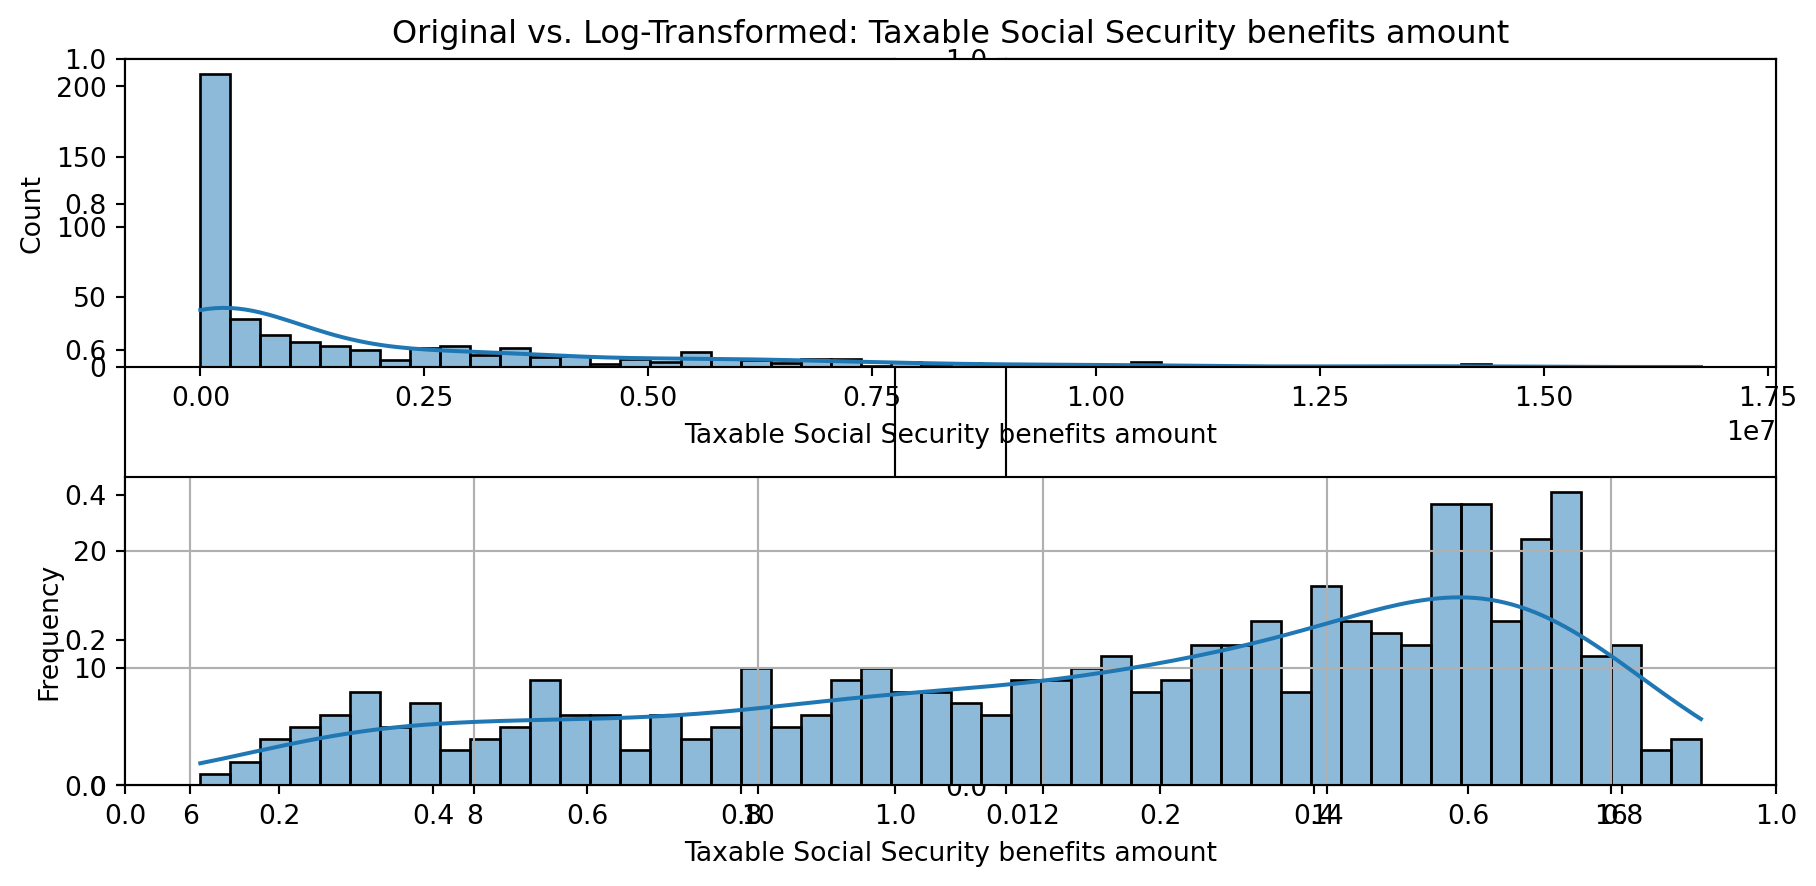 Original vs. Log-Transformed: Taxable Social Security benefits amount
1.0
1.0
200
150
0.8
100
50
0.6
0
Count
0.00 0.25 0.50 0.75 1.00 1.25 1.50 1.75
1e7
Taxable Social Security benefits amount
0.4
20
0.2
10
0.0
0.0
Frequency
0.0 6 0.2 0.4 8 0.6 0.8 10 1.0 0.0 12 0.2 0.4 14 0.6 16 0.8 1.0
Taxable Social Security benefits amount